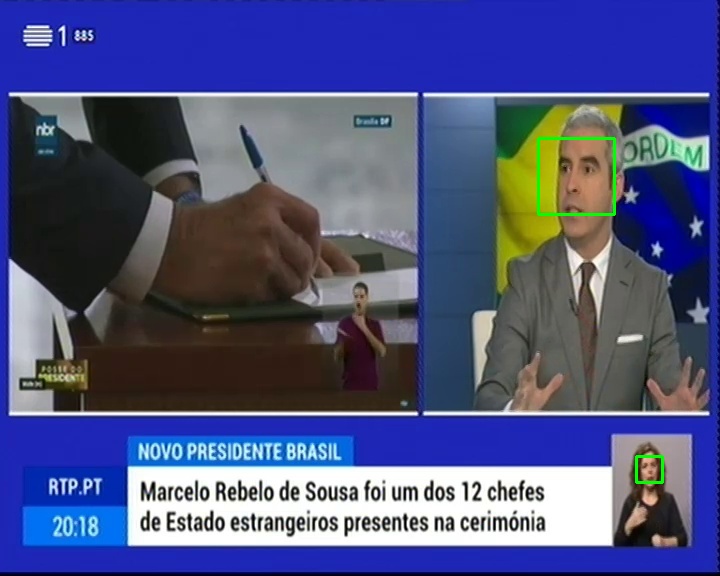 1 885
nbr
Brasília DF
ORDEM
POSSE DO
PRESIDENTE
NOVO PRESIDENTE BRASIL
RTP.PT
Marcelo Rebelo de Sousa foi um dos 12 chefes
20:18
de Estado estrangeiros presentes na cerimónia